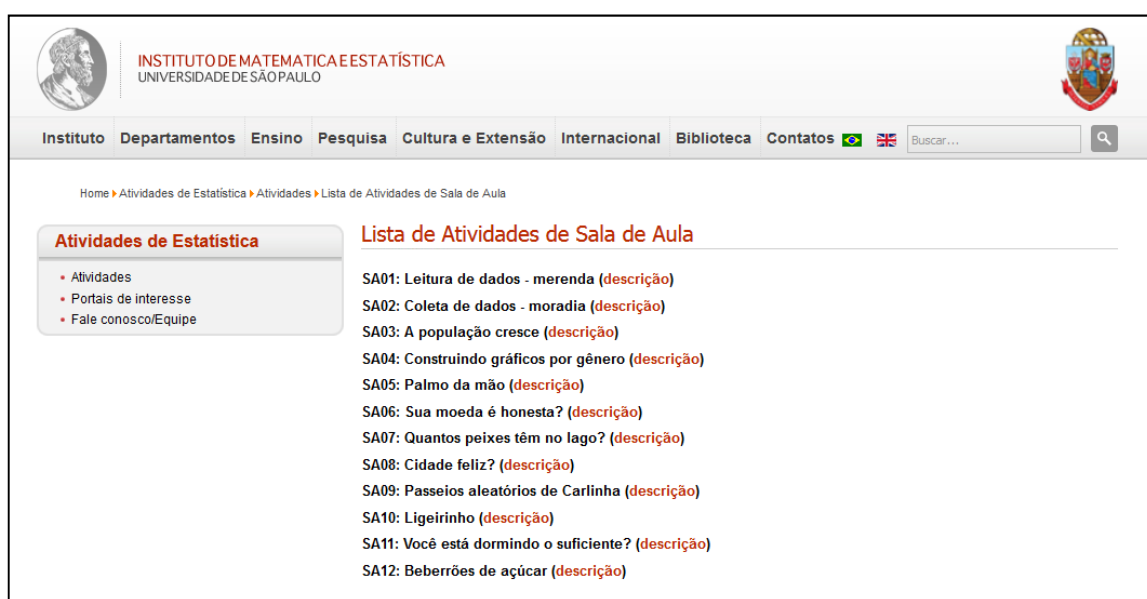 INSTITUTO DE MATEMATICA E ESTATÍSTICA
UNIVERSIDADE DE SÃO PAULO
Instituto Departamentos Ensino Pesquisa Cultura e Extensão Internacional Biblioteca Contatos Buscar...
Home Atividades de Estatística Atividades Lista de Atividades de Sala de Aula
Atividades de Estatística
• Atividades
• Portais de interesse
• Fale conosco/Equipe
Lista de Atividades de Sala de Aula
SA01: Leitura de dados - merenda (descrição)
SA02: Coleta de dados - moradia (descrição)
SA03: A população cresce (descrição)
SA04: Construindo gráficos por gênero (descrição)
SA05: Palmo da mão (descrição)
SA06: Sua moeda é honesta? (descrição)
SA07: Quantos peixes têm no lago? (descrição)
SA08: Cidade feliz? (descrição)
SA09: Passeios aleatórios de Carlinha (descrição)
SA10: Ligeirinho (descrição)
SA11: Você está dormindo o suficiente? (descrição)
SA12: Beberrões de açúcar (descrição)